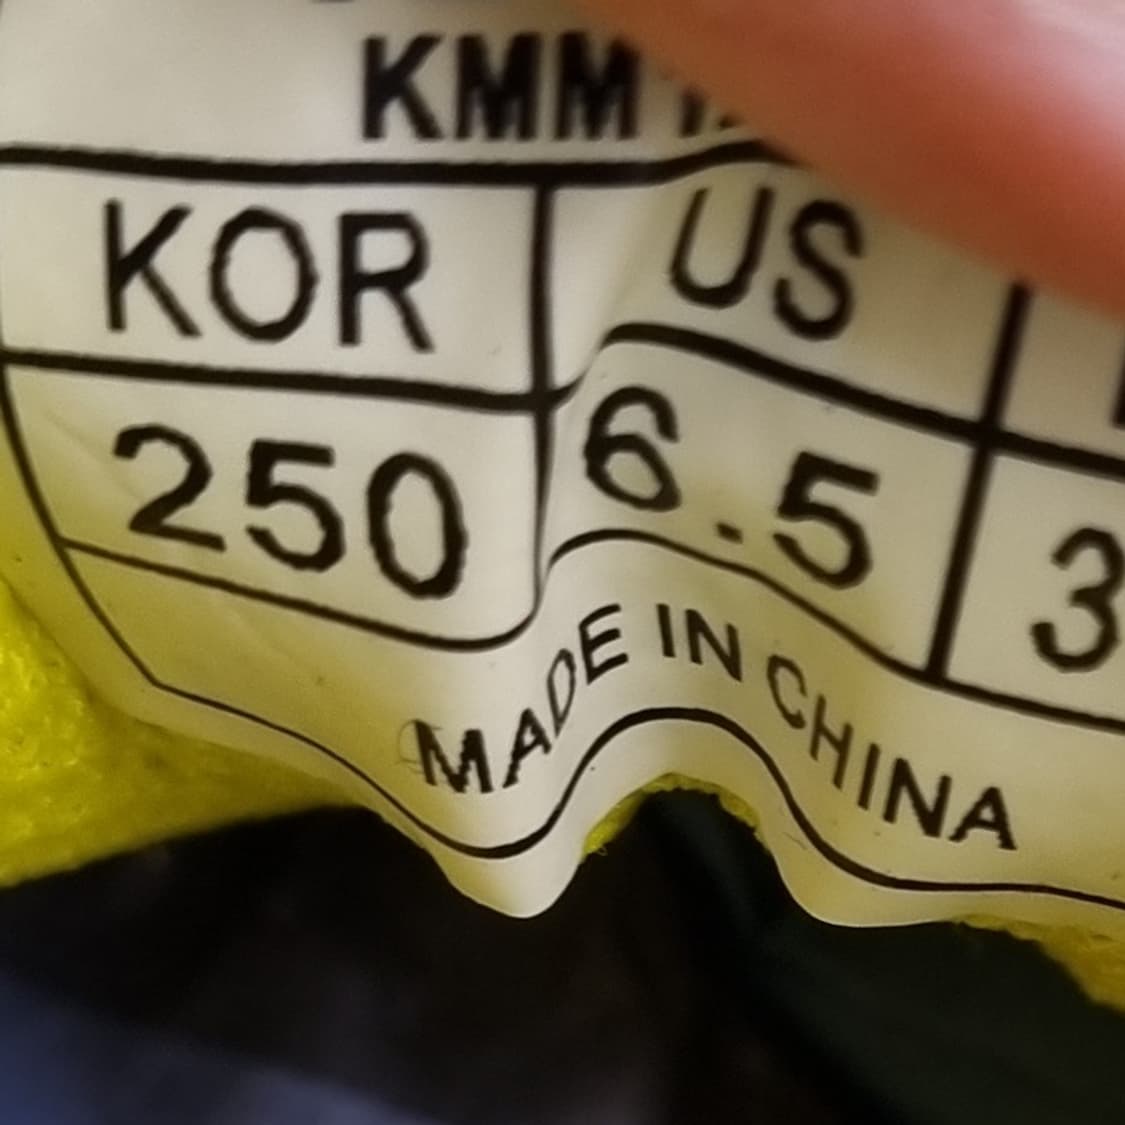 KMM
KOR US
250 6.5 3
MADE IN CHINA